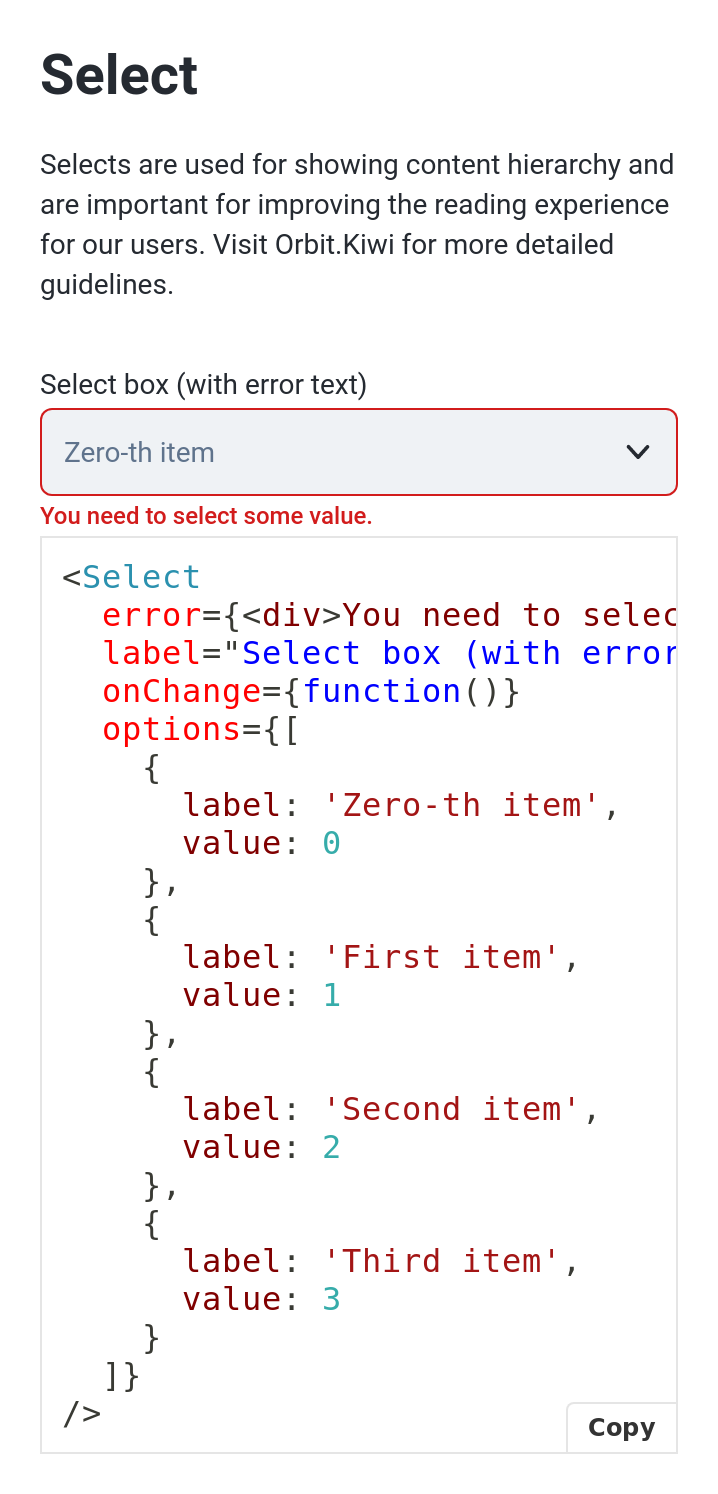 Select
Selects are used for showing content hierarchy and
are important for improving the reading experience
for our users. Visit Orbit.Kiwi for more detailed
guidelines.
Select box (with error text)
Zero-th item
You need to select some value.
<Select
  error={<div>You need to selec
  label="Select box (with error
  onChange={function()}
  options={[
    {
      label: 'Zero-th item',
      value: 0
    },
    {
      label: 'First item',
      value: 1
    },
    {
      label: 'Second item',
      value: 2
    },
    {
      label: 'Third item',
      value: 3
    }
  ]}
/>
Copy